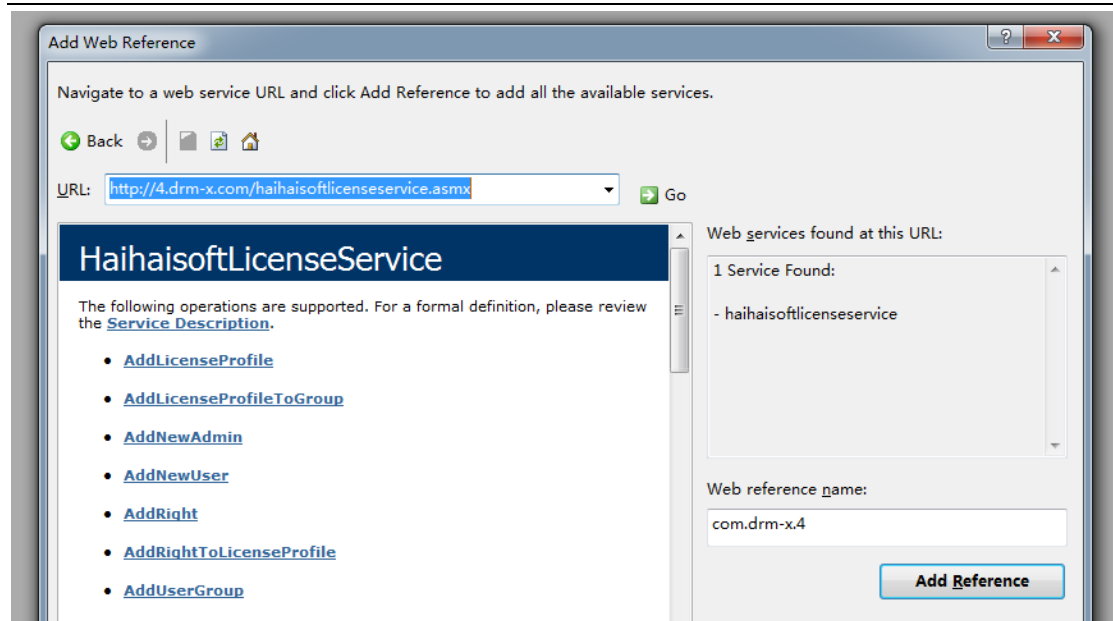 Add Web Reference
Navigate to a web service URL and click Add Reference to add all the available services.
Back
URL: http://4.drm-x.com/haihaisoftlicenseservice.asmx Go
HaihaisoftLicenseService
The following operations are supported. For a formal definition, please review
the Service Description.
• AddLicenseProfile
• AddLicenseProfileToGroup
• AddNewAdmin
• AddNewUser
• AddRight
• AddRightToLicenseProfile
• AddUserGroup
Web services found at this URL:
1 Service Found:
- haihaisoftlicenseservice
Web reference name:
com.drm-x.4
Add Reference